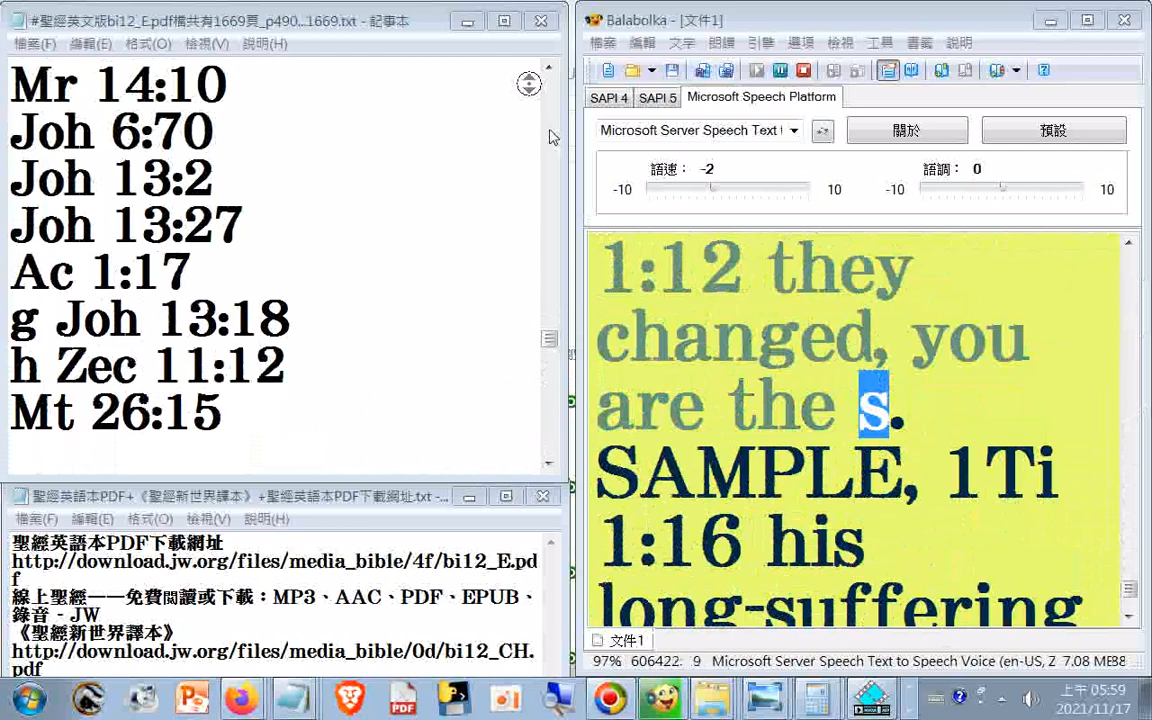 #聖經英文版bi12_E.pdf檔共有1669頁_p490...1669.txt - 記事本
檔案(F) 編輯(E) 格式(O) 檢視(V) 說明(H)
Mr 14:10
Joh 6:70
Joh 13:2
Joh 13:27
Ac 1:17
g Joh 13:18
h Zec 11:12
Mt 26:15
聖經英語本PDF+《聖經新世界譯本》+聖經英語本PDF下載網址.txt - ...
檔案(F) 編輯(E) 格式(O) 檢視(V) 說明(H)
聖經英語本PDF下載網址
http://download.jw.org/files/media_bible/4f/bi12_E.pd
f
線上聖經——免費閱讀或下載：MP3、AAC、PDF、EPUB、
錄音 - JW
《聖經新世界譯本》
http://download.jw.org/files/media_bible/0d/bi12_CH.
pdf
Balabolka - [文件1]
檔案 編輯 文字 朗讀 引擎 選項 檢視 工具 書籤 說明
SAPI 4 SAPI 5 Microsoft Speech Platform
Microsoft Server Speech Text 關於 預設
語速： -2 語調： 0
-10 10 -10 10
1:12 they
changed, you
are the s.
SAMPLE, 1Ti
1:16 his
long-suffering
文件1
97% 606422: 9 Microsoft Server Speech Text to Speech Voice (en-US, Z 7.08 MB
PDF
上午 05:59
2021/11/17